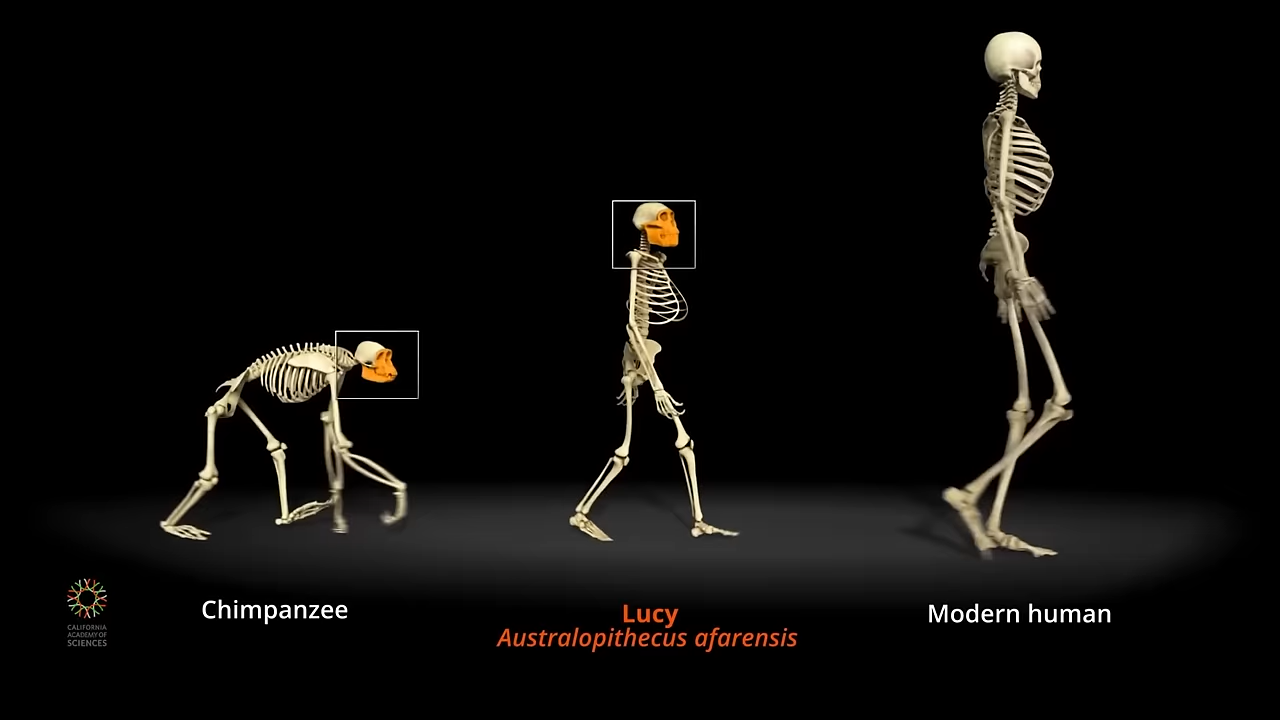 Chimpanzee
Lucy
Australopithecus afarensis
Modern human
CALIFORNIA
ACADEMY OF
SCIENCES